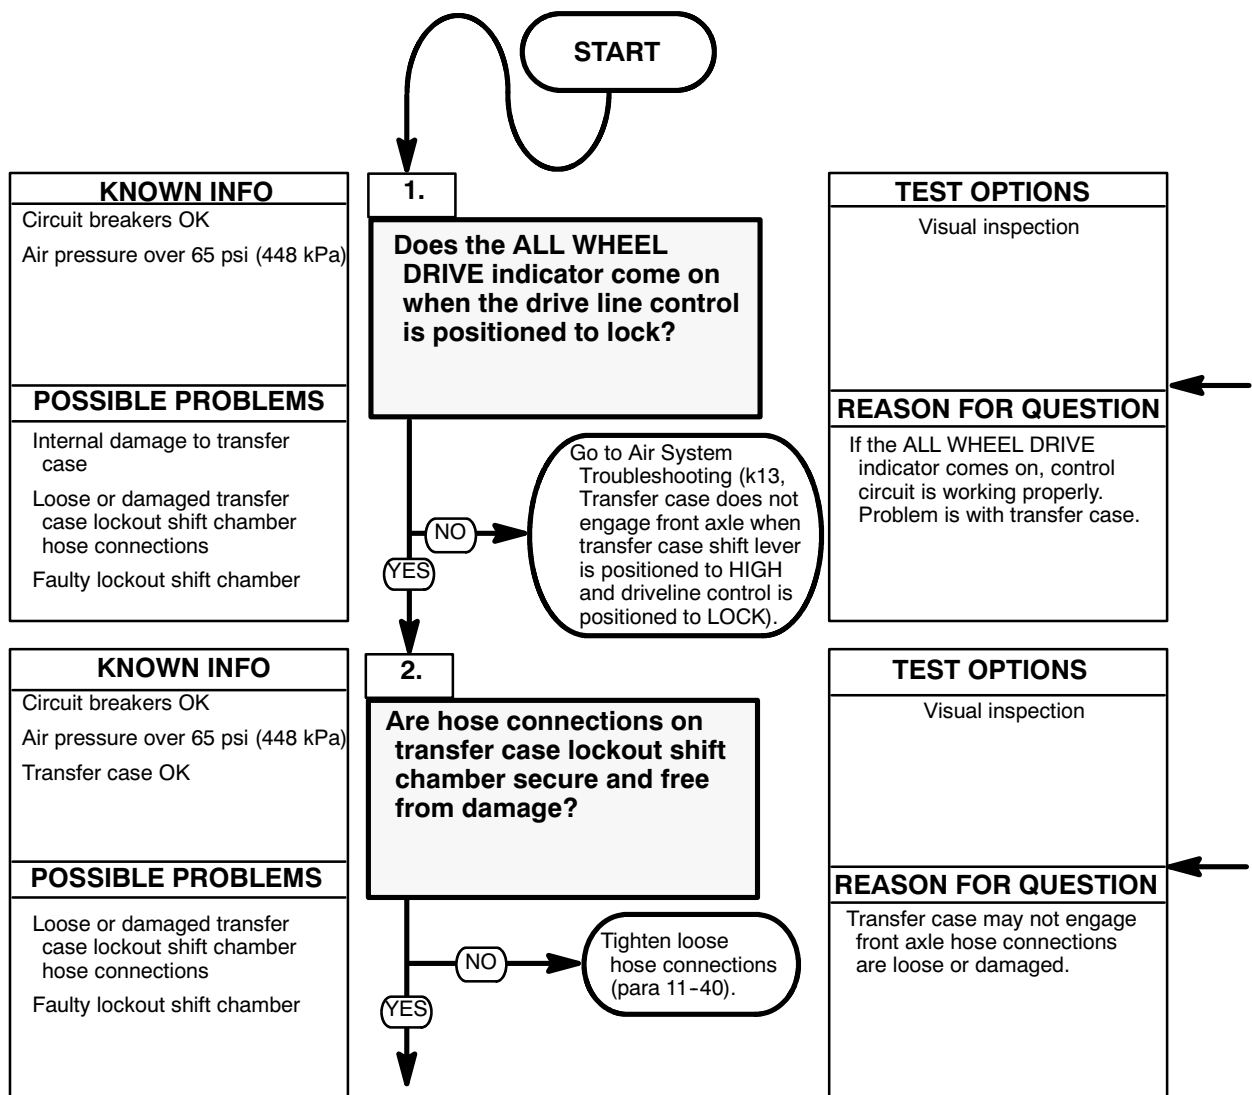 START
KNOWN INFO
Circuit breakers OK
Air pressure over 65 psi (448 kPa)
POSSIBLE PROBLEMS
Internal damage to transfer
case
Loose or damaged transfer
case lockout shift chamber
hose connections
Faulty lockout shift chamber
1.
Does the ALL WHEEL
DRIVE indicator come on
when the drive line control
is positioned to lock?
NO
YES
Go to Air System
Troubleshooting (k13,
Transfer case does not
engage front axle when
transfer case shift lever
is positioned to HIGH
and driveline control is
positioned to LOCK).
TEST OPTIONS
Visual inspection
REASON FOR QUESTION
If the ALL WHEEL DRIVE
indicator comes on, control
circuit is working properly.
Problem is with transfer case.
KNOWN INFO
Circuit breakers OK
Air pressure over 65 psi (448 kPa)
Transfer case OK
POSSIBLE PROBLEMS
Loose or damaged transfer
case lockout shift chamber
hose connections
Faulty lockout shift chamber
2.
Are hose connections on
transfer case lockout shift
chamber secure and free
from damage?
NO
YES
Tighten loose
hose connections
(para 11-40).
TEST OPTIONS
Visual inspection
REASON FOR QUESTION
Transfer case may not engage
front axle hose connections
are loose or damaged.